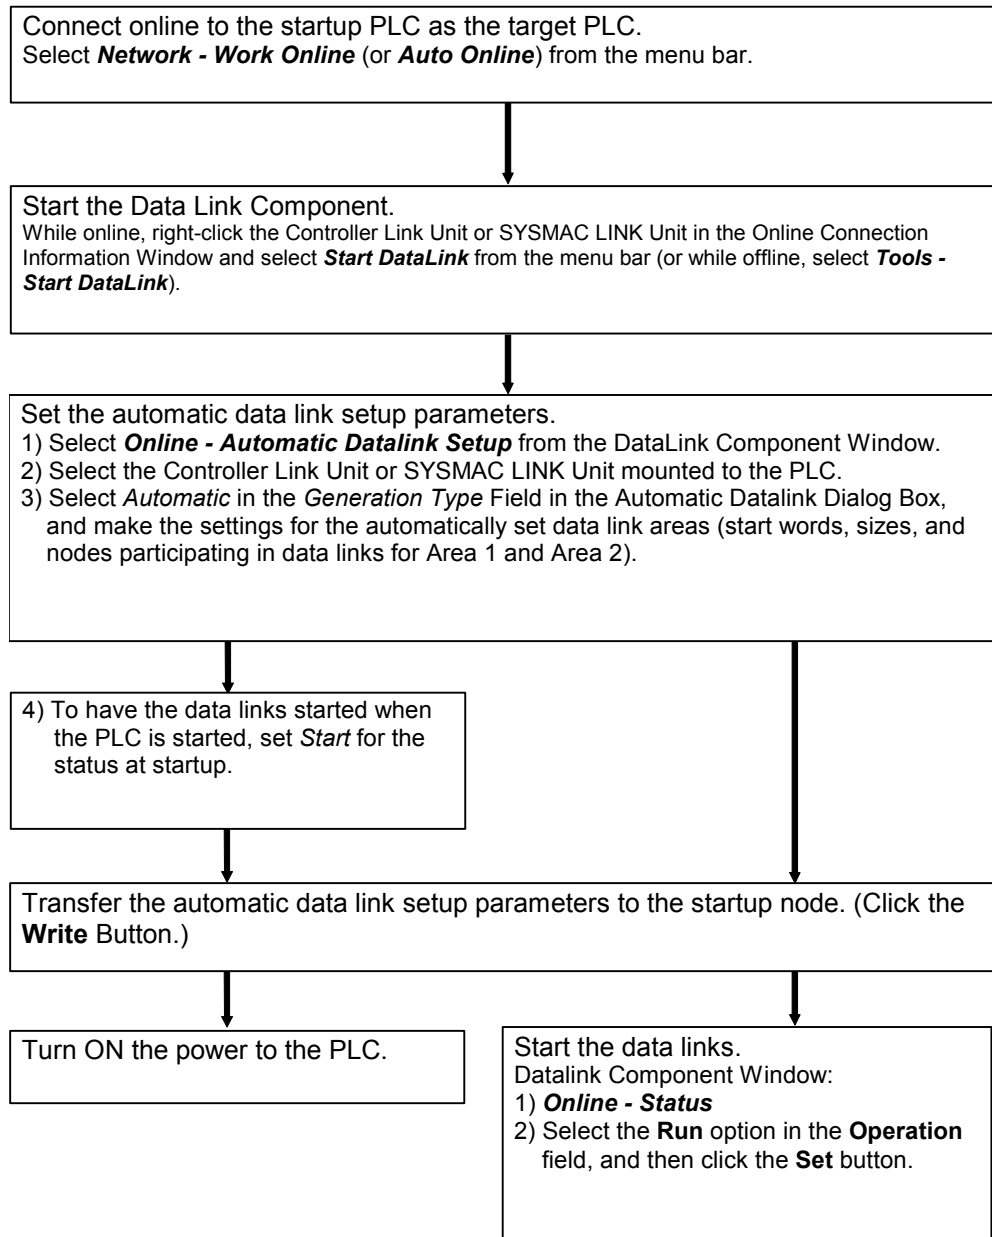 Connect online to the startup PLC as the target PLC.
Select Network - Work Online (or Auto Online) from the menu bar.
Start the Data Link Component.
While online, right-click the Controller Link Unit or SYSMAC LINK Unit in the Online Connection
Information Window and select Start DataLink from the menu bar (or while offline, select Tools -
Start DataLink).
Set the automatic data link setup parameters.
1) Select Online - Automatic Datalink Setup from the DataLink Component Window.
2) Select the Controller Link Unit or SYSMAC LINK Unit mounted to the PLC.
3) Select Automatic in the Generation Type Field in the Automatic Datalink Dialog Box,
and make the settings for the automatically set data link areas (start words, sizes, and
nodes participating in data links for Area 1 and Area 2).
4) To have the data links started when
the PLC is started, set Start for the
status at startup.
Transfer the automatic data link setup parameters to the startup node. (Click the
Write Button.)
Turn ON the power to the PLC.
Start the data links.
Datalink Component Window:
1) Online - Status
2) Select the Run option in the Operation
field, and then click the Set button.